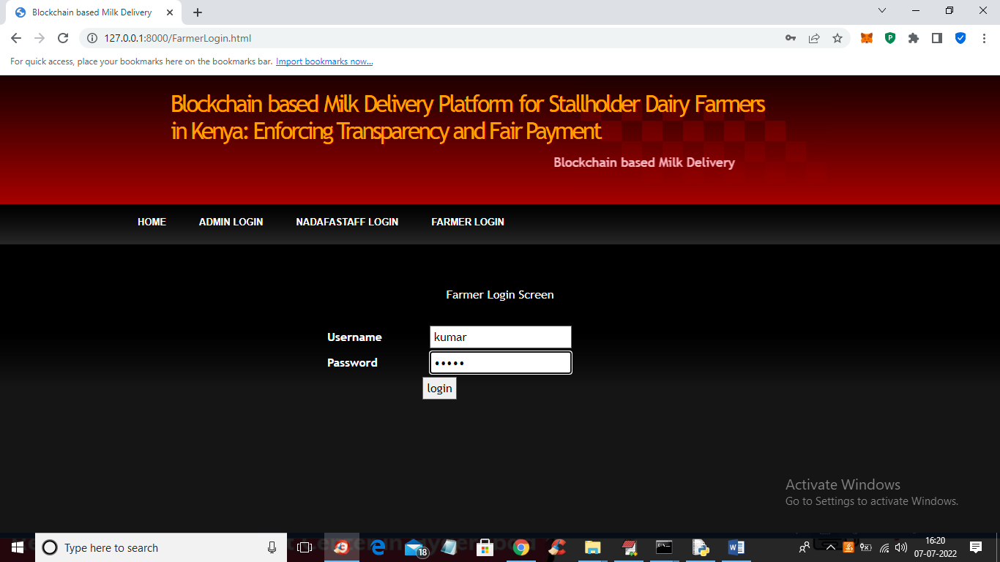 Blockchain based Milk Delivery
127.0.0.1:8000/FarmerLogin.html
For quick access, place your bookmarks here on the bookmarks bar. Import bookmarks now...
Blockchain based Milk Delivery Platform for Stallholder Dairy Farmers
in Kenya: Enforcing Transparency and Fair Payment
Blockchain based Milk Delivery
HOME ADMIN LOGIN NADAFASTAFF LOGIN FARMER LOGIN
Farmer Login Screen
Username kumar
Password •••••
login
Activate Windows
Go to Settings to activate Windows.
Type here to search
18
16:20
07-07-2022